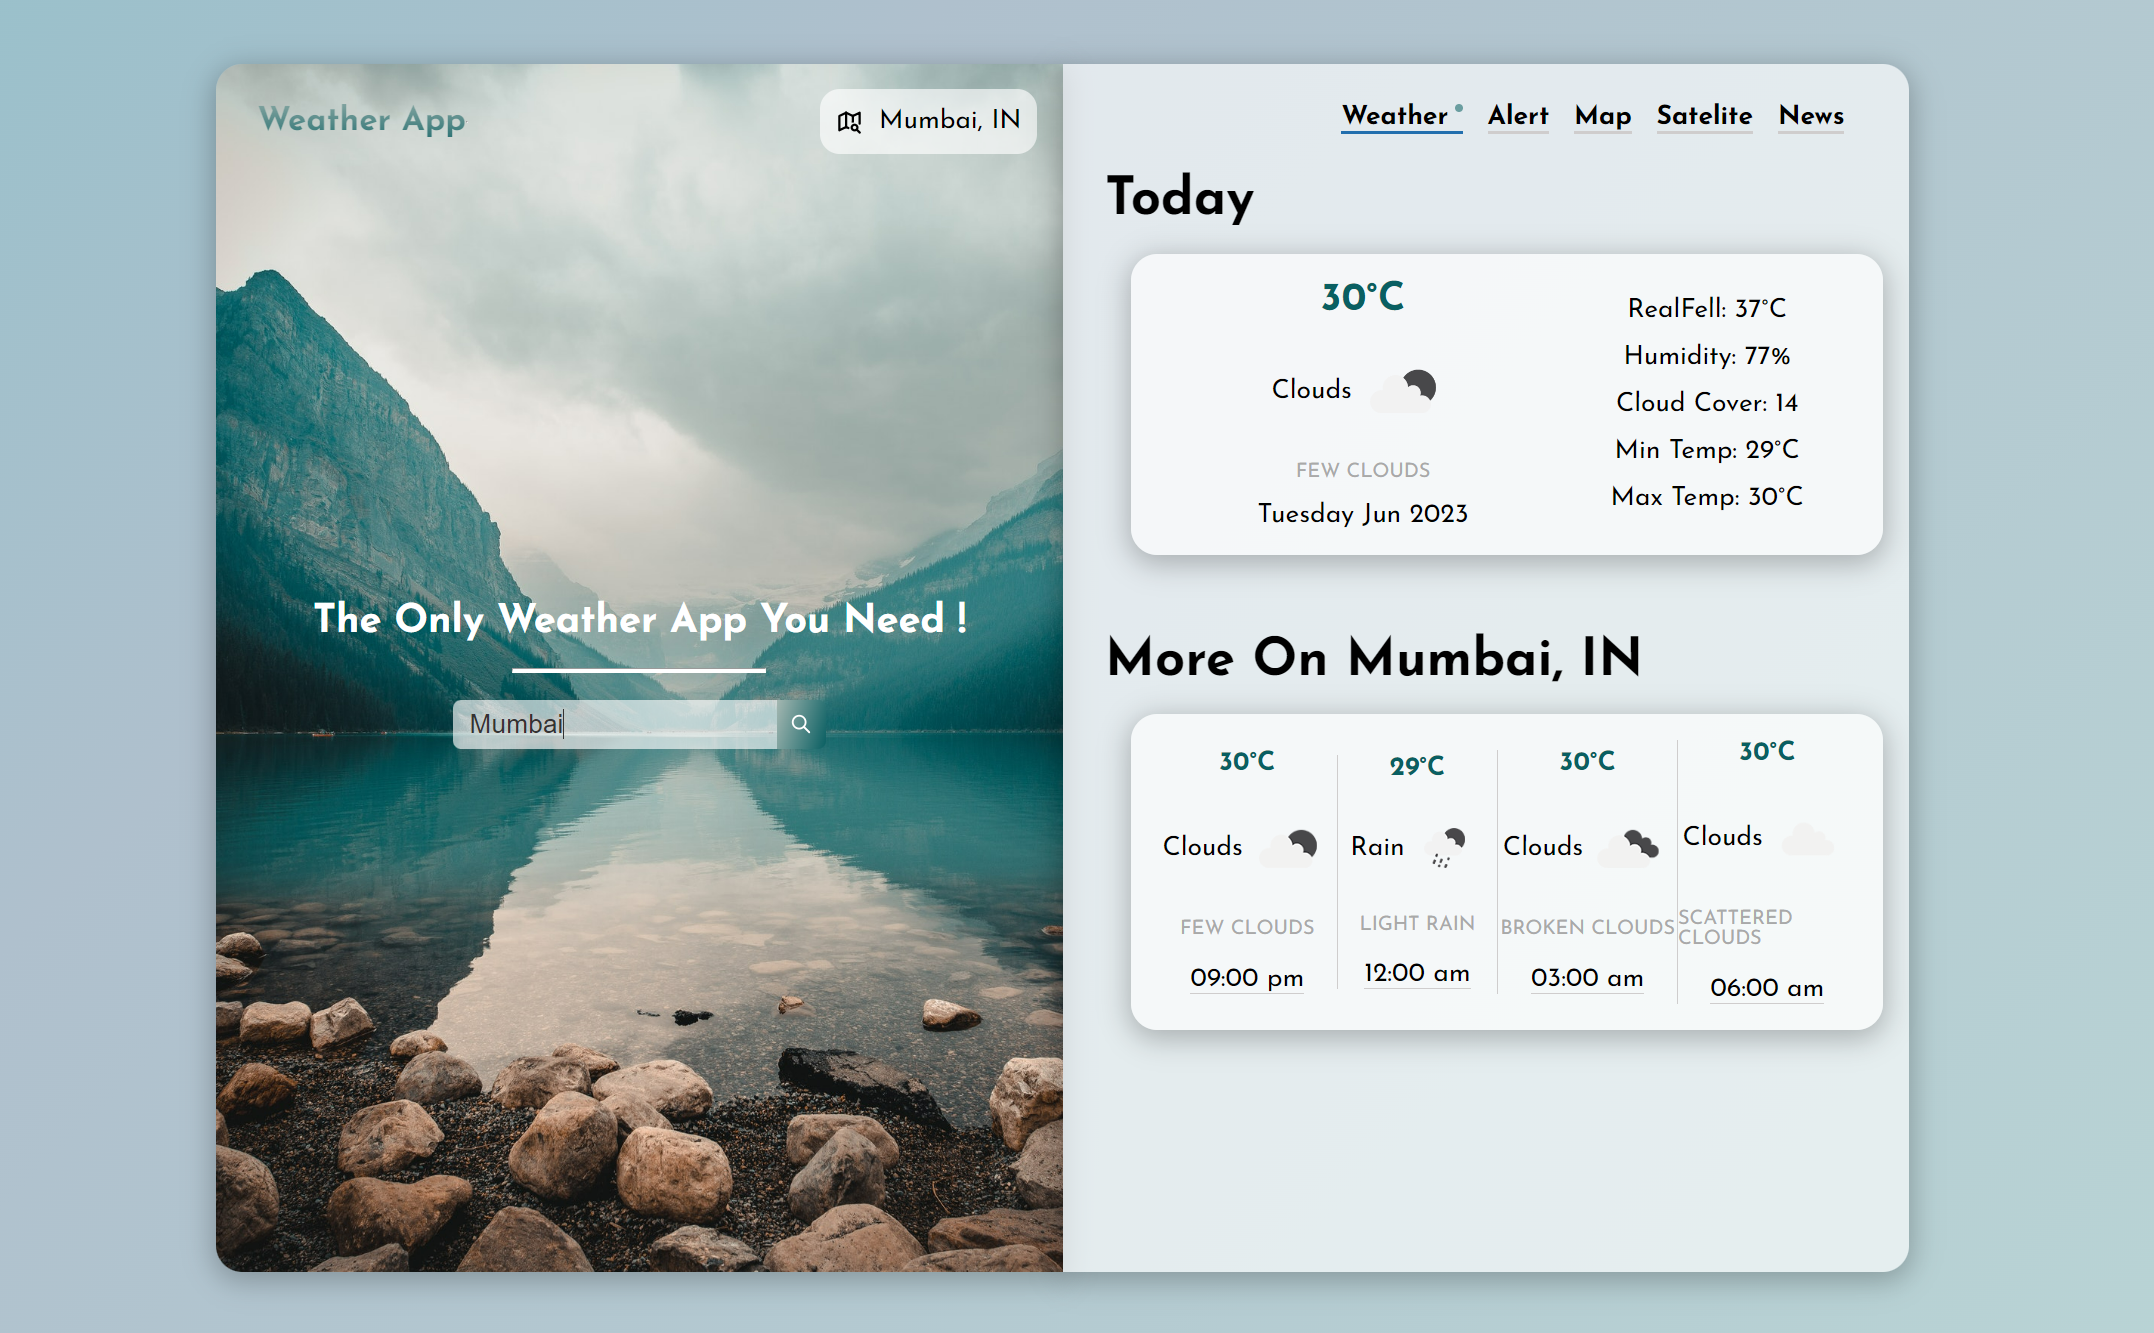 Weather App
Mumbai, IN
The Only Weather App You Need !
Mumbai
Weather Alert Map Satelite News
Today
30°C
Clouds
FEW CLOUDS
Tuesday Jun 2023
RealFell: 37°C
Humidity: 77%
Cloud Cover: 14
Min Temp: 29°C
Max Temp: 30°C
More On Mumbai, IN
30°C
Clouds
FEW CLOUDS
09:00 pm
29°C
Rain
LIGHT RAIN
12:00 am
30°C
Clouds
BROKEN CLOUDS
03:00 am
30°C
Clouds
SCATTERED
CLOUDS
06:00 am